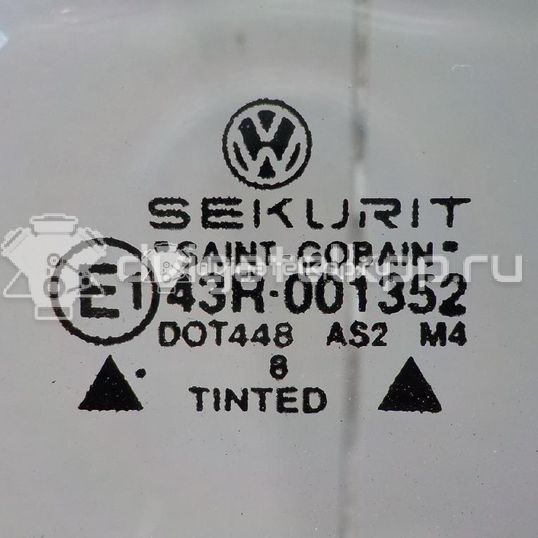 SEKURIT
"SAINT-GOBAIN"
E1 43R-001352
DOT448 AS2 M4
8
TINTED